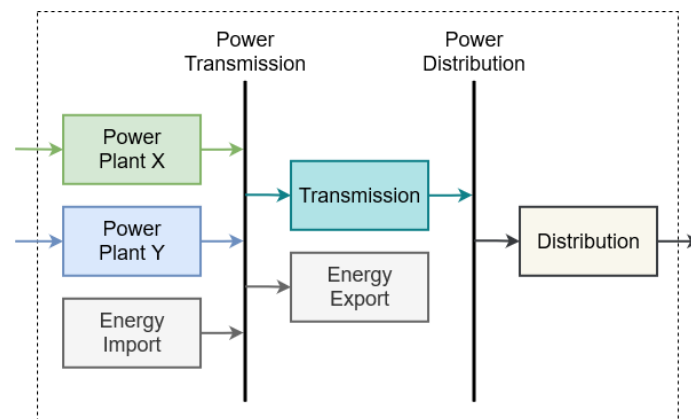 Power
Transmission
Power
Distribution
Power
Plant X
Transmission
Power
Plant Y
Distribution
Energy
Export
Energy
Import